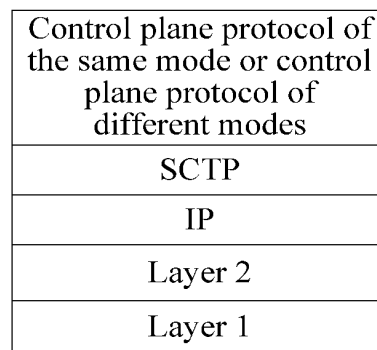 Control plane protocol of
the same mode or control
plane protocol of
different modes
SCTP
IP
Layer 2
Layer 1